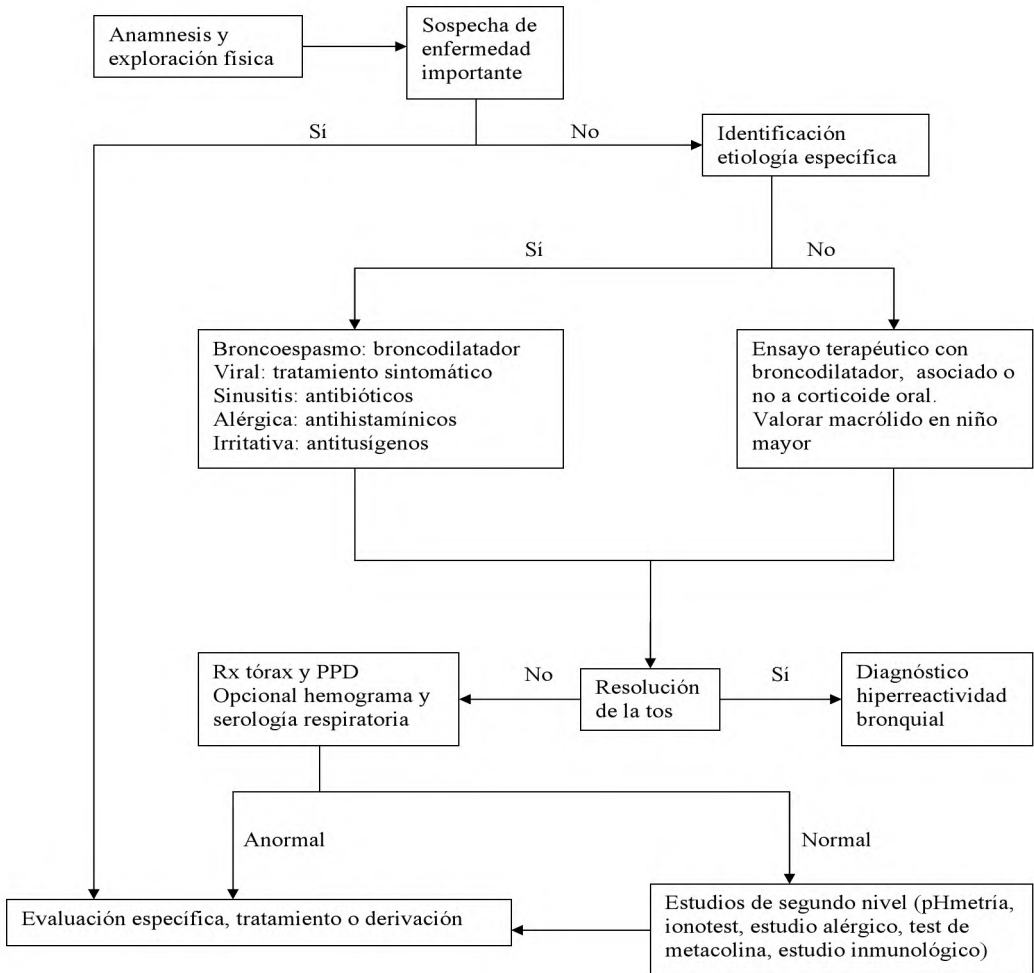 Anamnesis y
exploración física
Sospecha de
enfermedad
importante
Sí
No
Identificación
etiología específica
Sí
No
Broncoespasmo: broncodilatador
Viral: tratamiento sintomático
Sinusitis: antibióticos
Alérgica: antihistamínicos
Irritativa: antitusígenos
Ensayo terapéutico con
broncodilatador, asociado o
no a corticoide oral.
Valorar macrólido en niño
mayor
Rx tórax y PPD
Opcional hemograma y
serología respiratoria
No
Resolución
de la tos
Sí
Diagnóstico
hiperreactividad
bronquial
Anormal
Normal
Evaluación específica, tratamiento o derivación
Estudios de segundo nivel (pHmetría,
ionotest, estudio alérgico, test de
metacolina, estudio inmunológico)